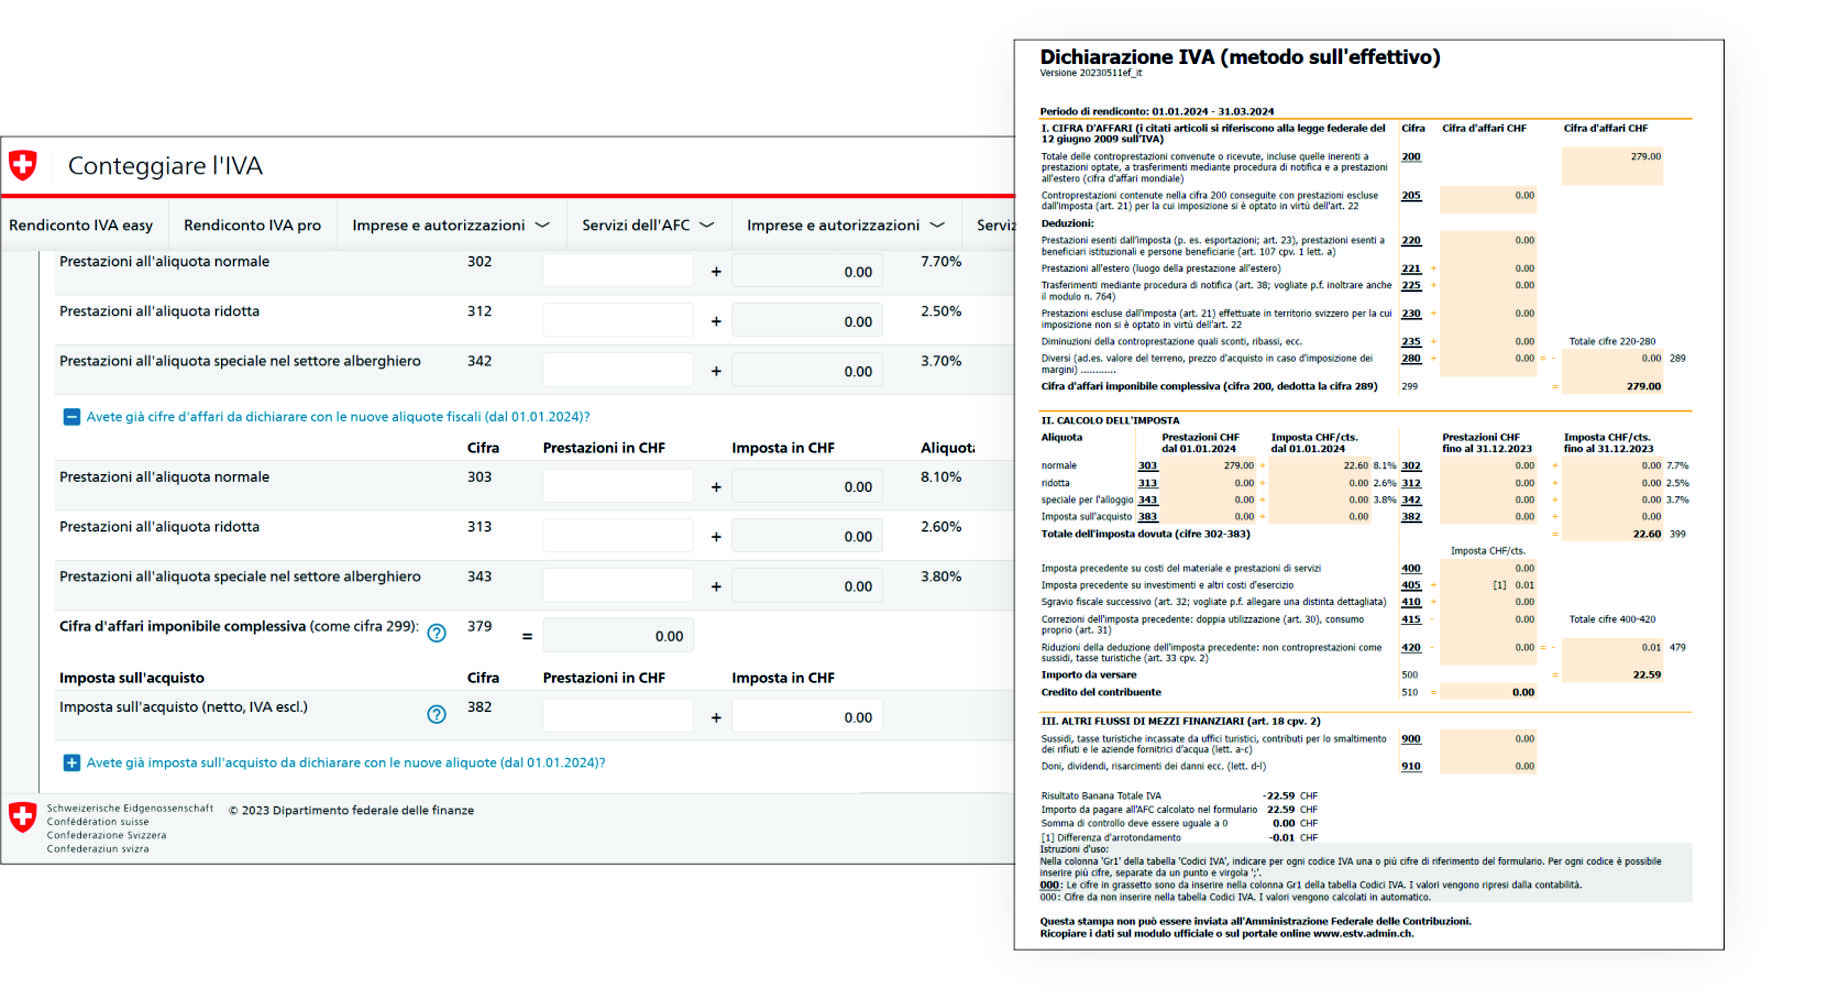 Conteggiare l'IVA
Rendiconto IVA easy
Rendiconto IVA pro
Imprese e autorizzazioni
Servizi dell'AFC
Imprese e autorizzazioni
Serviz
Prestazioni all'aliquota normale 302 + 0.00 7.70%
Prestazioni all'aliquota ridotta 312 + 0.00 2.50%
Prestazioni all'aliquota speciale nel settore alberghiero 342 + 0.00 3.70%
Avete già cifre d'affari da dichiarare con le nuove aliquote fiscali (dal 01.01.2024)?
Cifra Prestazioni in CHF Imposta in CHF Aliquota
Prestazioni all'aliquota normale 303 + 0.00 8.10%
Prestazioni all'aliquota ridotta 313 + 0.00 2.60%
Prestazioni all'aliquota speciale nel settore alberghiero 343 + 0.00 3.80%
Cifra d'affari imponibile complessiva (come cifra 299): ? 379 = 0.00
Imposta sull'acquisto Cifra Prestazioni in CHF Imposta in CHF
Imposta sull'acquisto (netto, IVA escl.) ? 382 + 0.00
Avete già imposta sull'acquisto da dichiarare con le nuove aliquote (dal 01.01.2024)?
Schweizerische Eidgenossenschaft
Confédération suisse
Confederazione Svizzera
Confederaziun svizra
© 2023 Dipartimento federale delle finanze
Dichiarazione IVA (metodo sull'effettivo)
Versione 20230511ef_it
Periodo di rendiconto: 01.01.2024 - 31.03.2024
I. CIFRA D'AFFARI (i citati articoli si riferiscono alla legge federale del Cifra Cifra d'affari CHF Cifra d'affari CHF
12 giugno 2009 sull'IVA)
Totale delle controprestazioni convenute o ricevute, incluse quelle inerenti a 200 279.00
prestazioni optate, a trasferimenti mediante procedura di notifica e a prestazioni
all'estero (cifra d'affari mondiale)
Controprestazioni contenute nella cifra 200 conseguite con prestazioni escluse 205 0.00
dall'imposta (art. 21) per la cui imposizione si è optato in virtù dell'art. 22
Deduzioni:
Prestazioni esenti dall'imposta (p. es. esportazioni; art. 23), prestazioni esenti a 220 0.00
beneficiari istituzionali e persone beneficiarie (art. 107 cpv. 1 lett. a)
Prestazioni all'estero (luogo della prestazione all'estero) 221 + 0.00
Trasferimenti mediante procedura di notifica (art. 38; vogliate p.f. inoltrare anche 225 + 0.00
il modulo n. 764)
Prestazioni escluse dall'imposta (art. 21) effettuate in territorio svizzero per la cui 230 + 0.00
imposizione non si è optato in virtù dell'art. 22
Diminuzioni della controprestazione quali sconti, ribassi, ecc. 235 + 0.00 Totale cifre 220-280
Diversi (ad.es. valore del terreno, prezzo d'acquisto in caso d'imposizione dei 280 + 0.00 = - 0.00 289
margini) ............
Cifra d'affari imponibile complessiva (cifra 200, dedotta la cifra 289) 299 = 279.00
II. CALCOLO DELL'IMPOSTA
Aliquota Prestazioni CHF Imposta CHF/cts. Prestazioni CHF Imposta CHF/cts.
dal 01.01.2024 dal 01.01.2024 fino al 31.12.2023 fino al 31.12.2023
normale 303 279.00 + 22.60 8.1% 302 0.00 + 0.00 7.7%
ridotta 313 0.00 + 0.00 2.6% 312 0.00 + 0.00 2.5%
speciale per l'alloggio 343 0.00 + 0.00 3.8% 342 0.00 + 0.00 3.7%
Imposta sull'acquisto 383 0.00 + 0.00 382 0.00 + 0.00
Totale dell'imposta dovuta (cifre 302-383) = 22.60 399
Imposta CHF/cts.
Imposta precedente su costi del materiale e prestazioni di servizi 400 0.00
Imposta precedente su investimenti e altri costi d'esercizio 405 + [1] 0.01
Sgravio fiscale successivo (art. 32; vogliate p.f. allegare una distinta dettagliata) 410 + 0.00
Correzioni dell'imposta precedente: doppia utilizzazione (art. 30), consumo 415 - 0.00 Totale cifre 400-420
proprio (art. 31)
Riduzioni della deduzione dell'imposta precedente: non controprestazioni come 420 - 0.00 = - 0.01 479
sussidi, tasse turistiche (art. 33 cpv. 2)
Importo da versare 500 = 22.59
Credito del contribuente 510 = 0.00
III. ALTRI FLUSSI DI MEZZI FINANZIARI (art. 18 cpv. 2)
Sussidi, tasse turistiche incassate da uffici turistici, contributi per lo smaltimento 900 0.00
dei rifiuti e le aziende fornitrici d'acqua (lett. a-c)
Doni, dividendi, risarcimenti dei danni ecc. (lett. d-l) 910 0.00
Risultato Banana Totale IVA -22.59 CHF
Importo da pagare all'AFC calcolato nel formulario 22.59 CHF
Somma di controllo deve essere uguale a 0 0.00 CHF
[1] Differenza d'arrotondamento -0.01 CHF
Istruzioni d'uso:
Nella colonna 'Gr1' della tabella 'Codici IVA', indicare per ogni codice IVA una o più cifre di riferimento del formulario. Per ogni codice è possibile
inserire più cifre, separate da un punto e virgola ';'.
000: Le cifre in grassetto sono da inserire nella colonna Gr1 della tabella Codici IVA. I valori vengono ripresi dalla contabilità.
000: Cifre da non inserire nella tabella Codici IVA. I valori vengono calcolati in automatico.
Questa stampa non può essere inviata all'Amministrazione Federale delle Contribuzioni.
Ricopiare i dati sul modulo ufficiale o sul portale online www.estv.admin.ch.